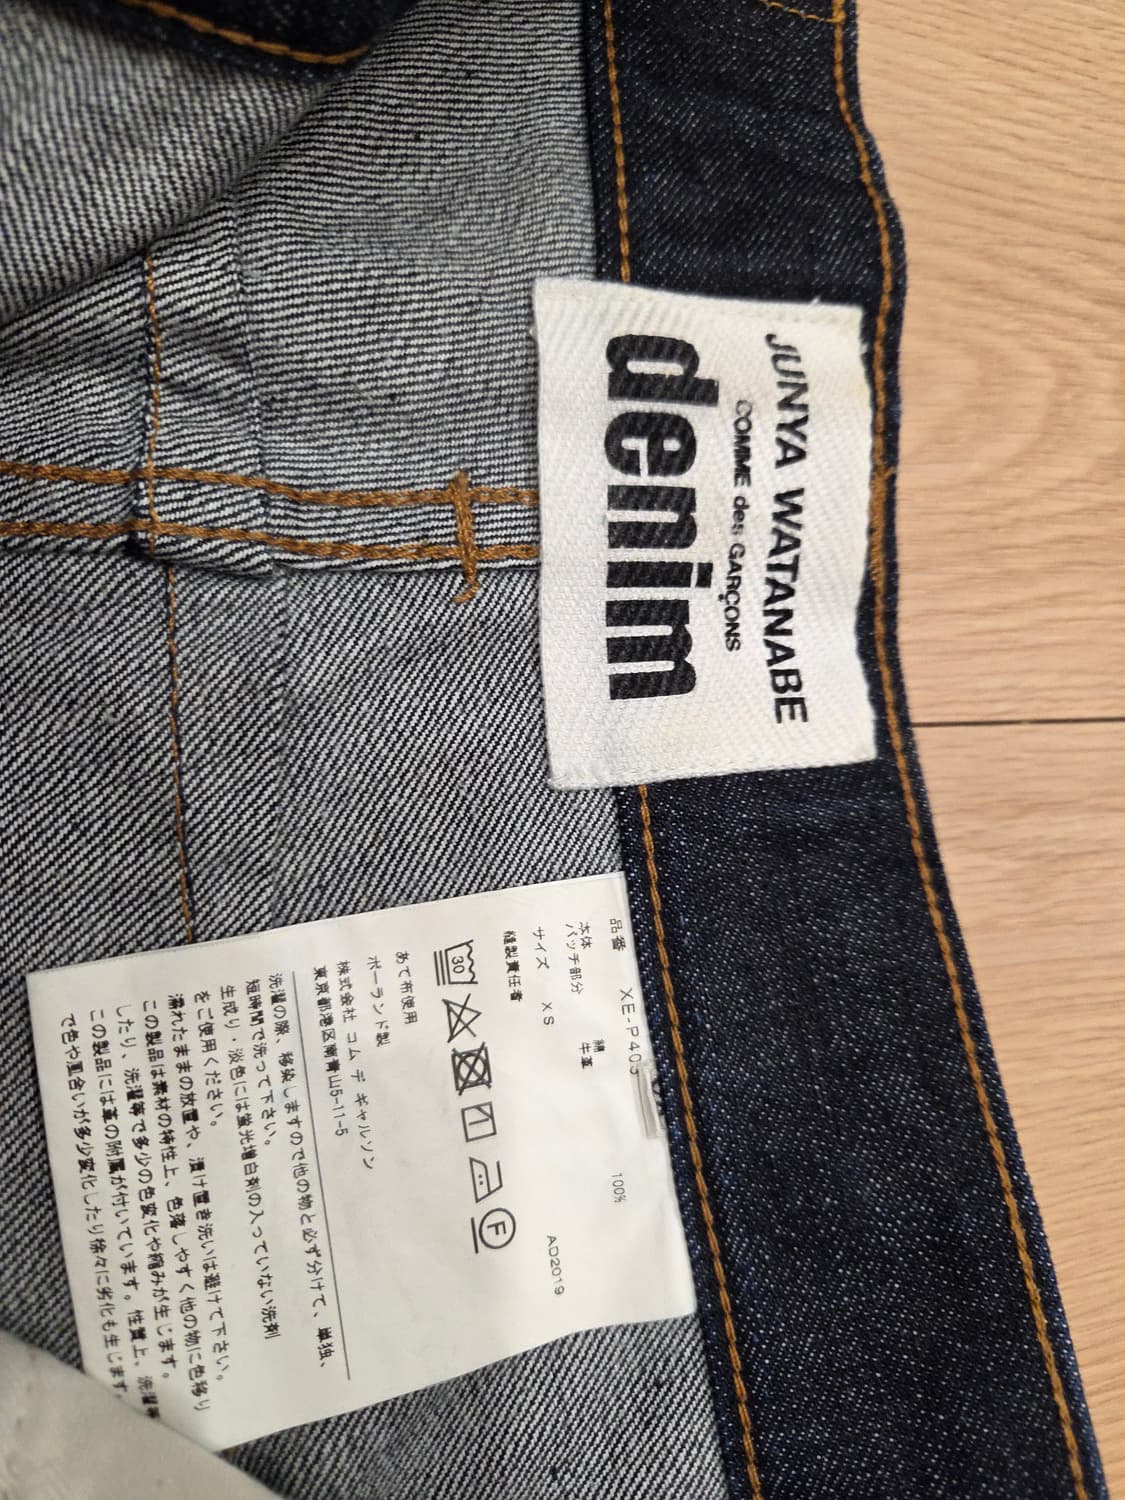 JUNYA WATANABE
COMME des GARÇONS
denim
品番 XE-P403
本体 綿 100%
パッチ部分 牛革
サイズ XS AD2019
縫製責任者
30
F
あて布使用
ポーランド製
株式会社 コム デ ギャルソン
東京都港区南青山5-11-5
洗濯の際、移染しますので他の物と必ず分けて、単独、
短時間で洗って下さい。
生成り・淡色には蛍光増白剤の入っていない洗剤
をご使用ください。
濡れたままの放置や、漬け置き洗いは避けて下さい。
この製品は素材の特性上、色落しやすく他の物に色移り
したり、洗濯等で多少の色変化や縮みが生じます。
この製品には革の附属が付いています。性質上、洗濯等
で色や風合いが多少変化したり徐々に劣化も生じます。